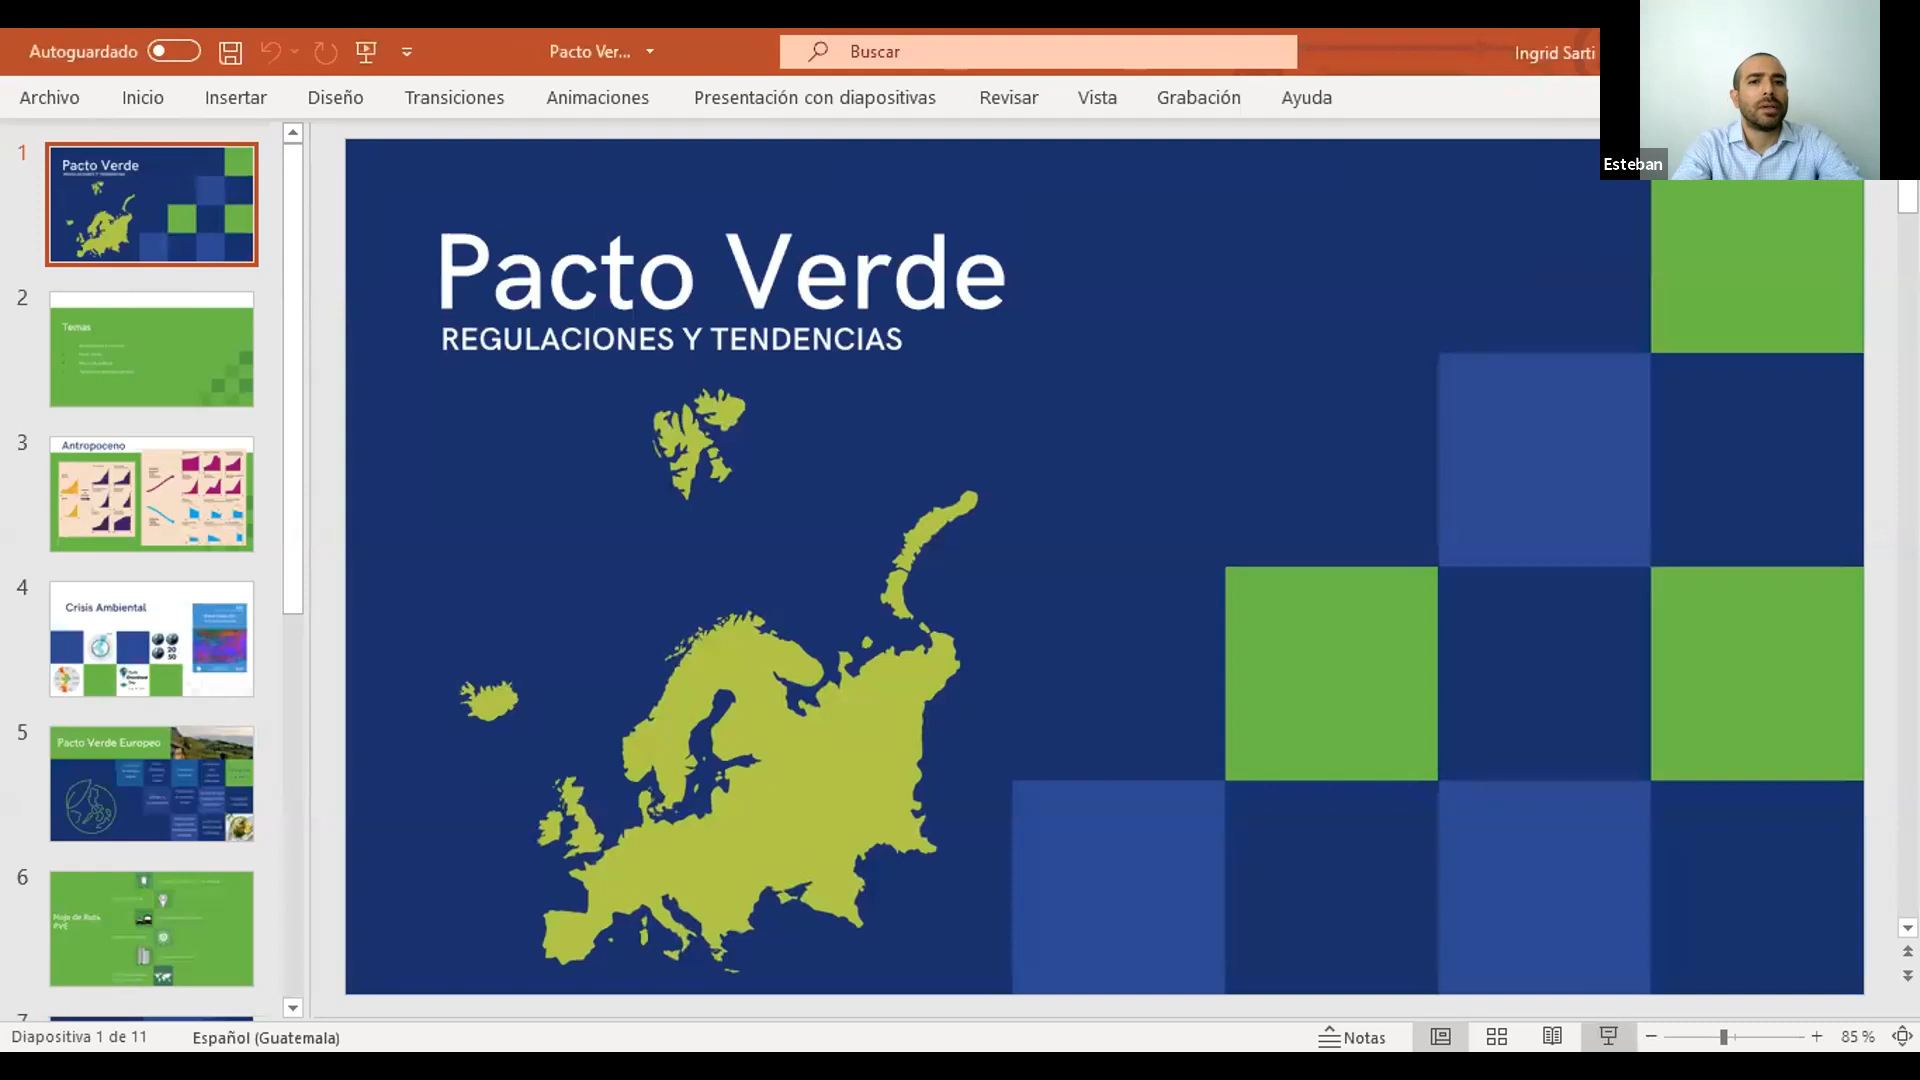 Autoguardado
Pacto Ver...
Buscar
Ingrid Sarti
Archivo
Inicio
Insertar
Diseño
Transiciones
Animaciones
Presentación con diapositivas
Revisar
Vista
Grabación
Ayuda
Esteban
1
Pacto Verde
REGULACIONES Y TENDENCIAS
2
Temas
3
Antropoceno
4
Crisis Ambiental
20
50
5
Pacto Verde Europeo
6
Hoja de Ruta
PVE
7
Pacto Verde
REGULACIONES Y TENDENCIAS
Diapositiva 1 de 11
Español (Guatemala)
Notas
85 %